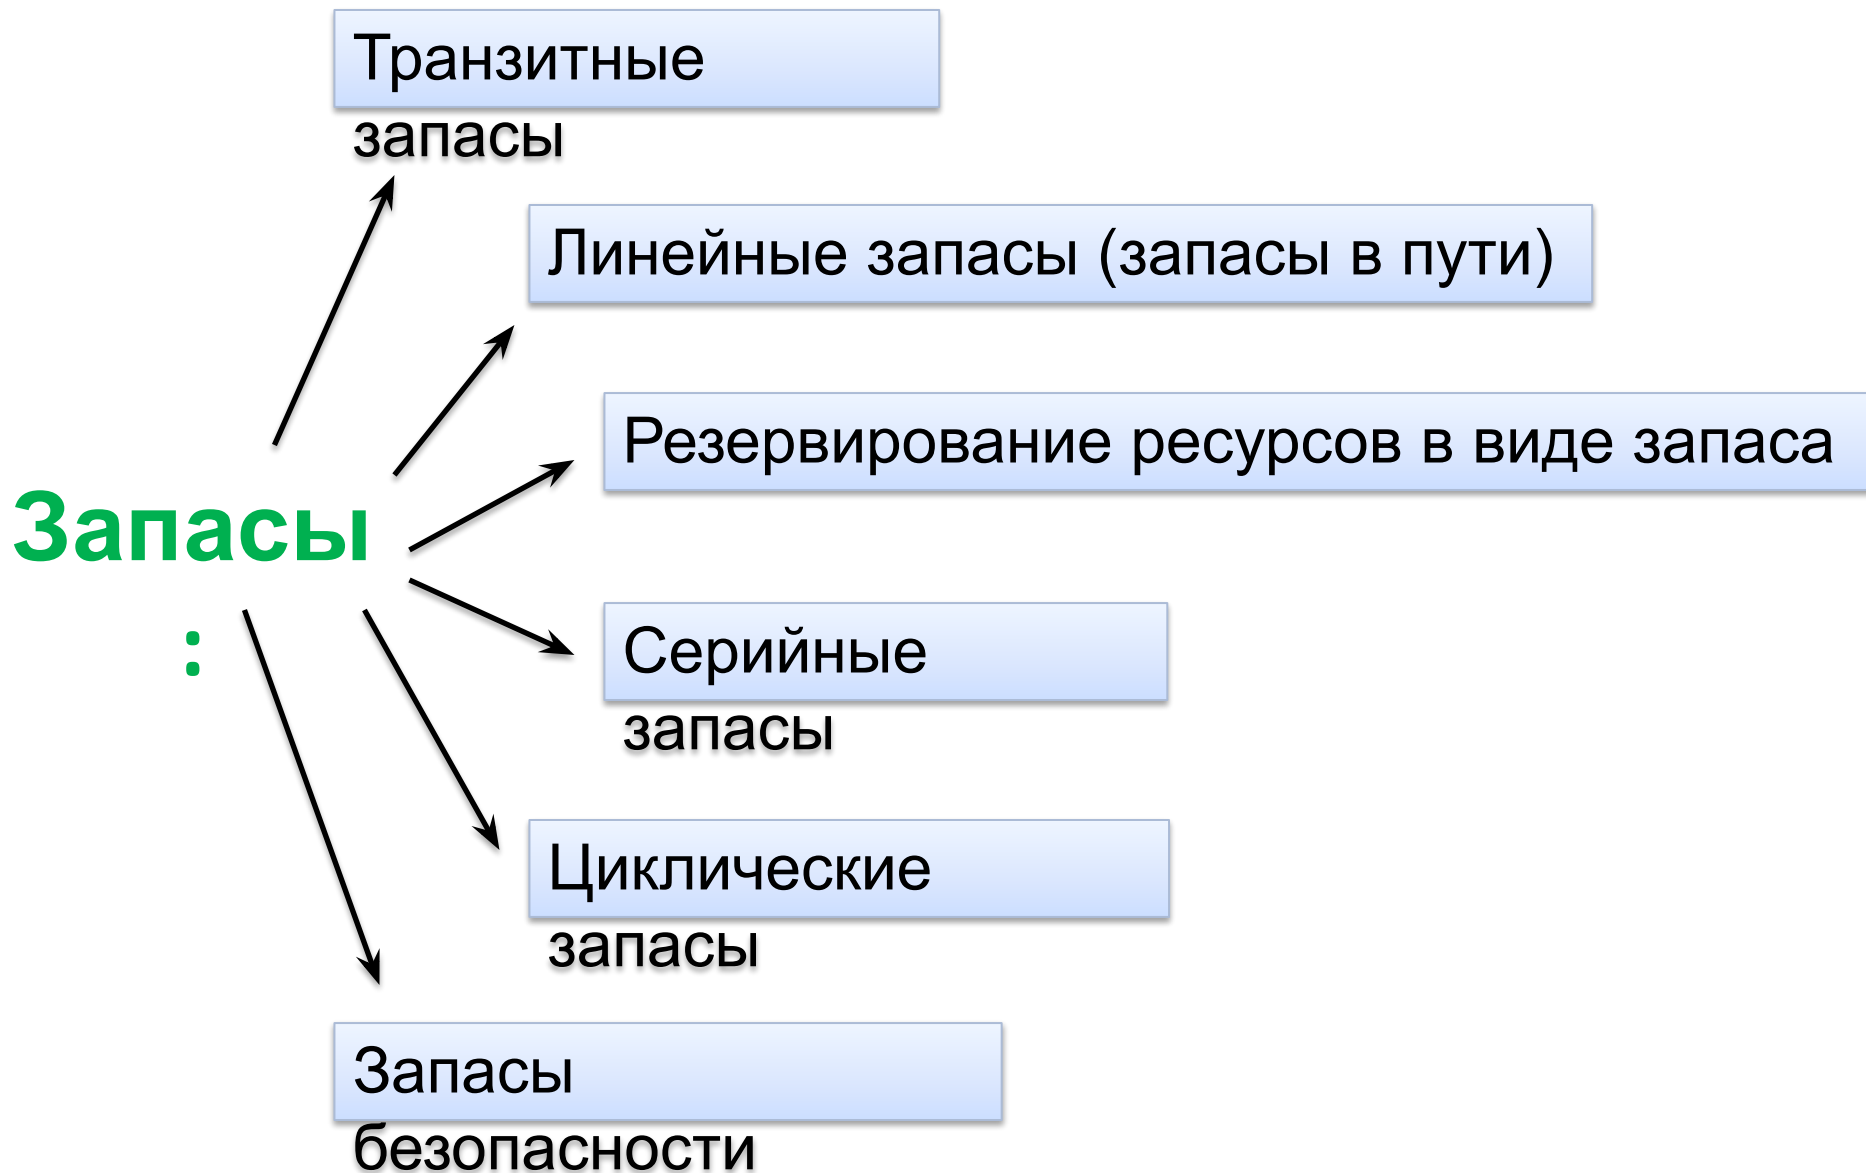 Транзитные
запасы
Линейные запасы (запасы в пути)
Резервирование ресурсов в виде запаса
Запасы
:
Серийные
запасы
Циклические
запасы
Запасы
безопасности